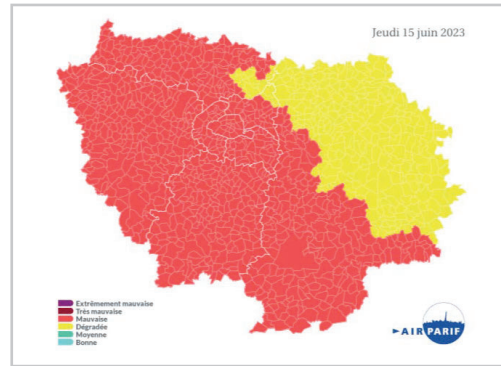 Jeudi 15 juin 2023
Extrêmement mauvaise
Très mauvaise
Mauvaise
Dégradée
Moyenne
Bonne
AIRPARIF